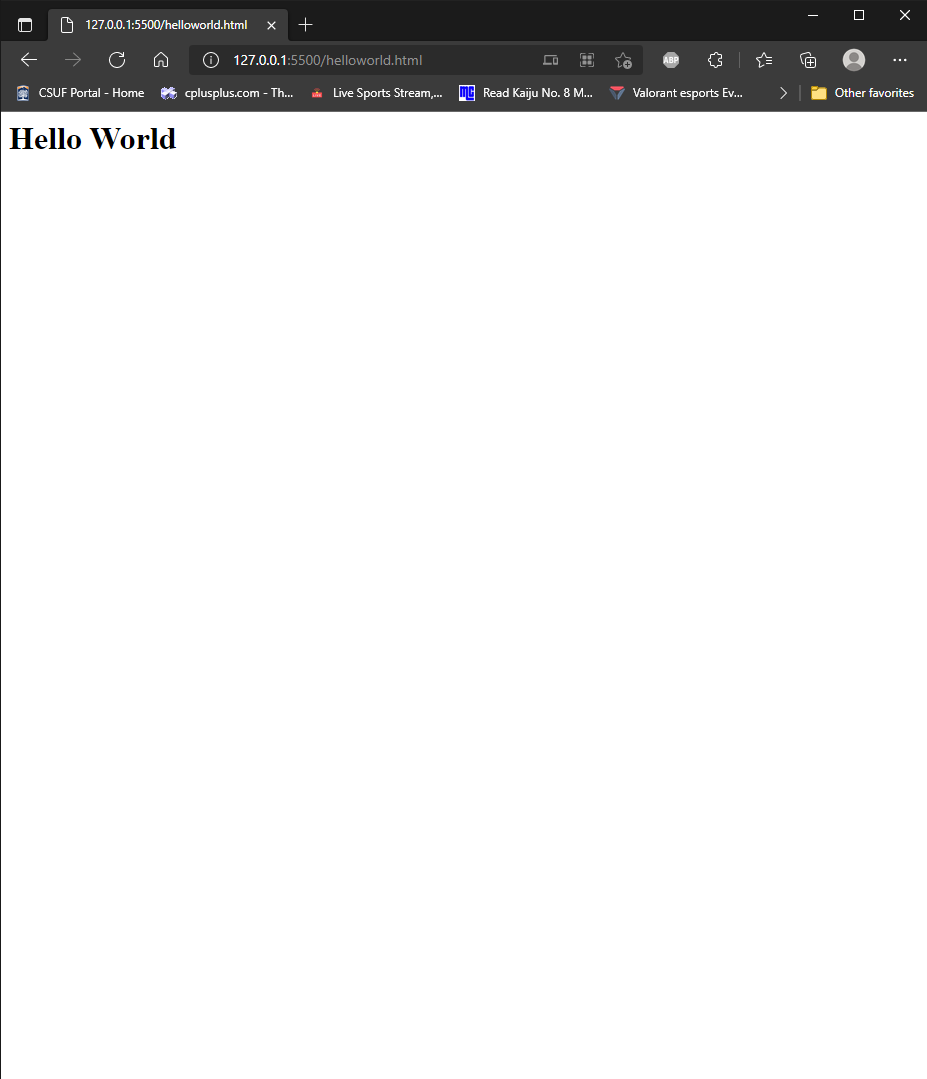 127.0.0.1:5500/helloworld.html
127.0.0.1:5500/helloworld.html
ABP
CSUF Portal - Home cplusplus.com - Th... Live Sports Stream,... MG Read Kaiju No. 8 M... Valorant esports Ev... Other favorites
Hello World